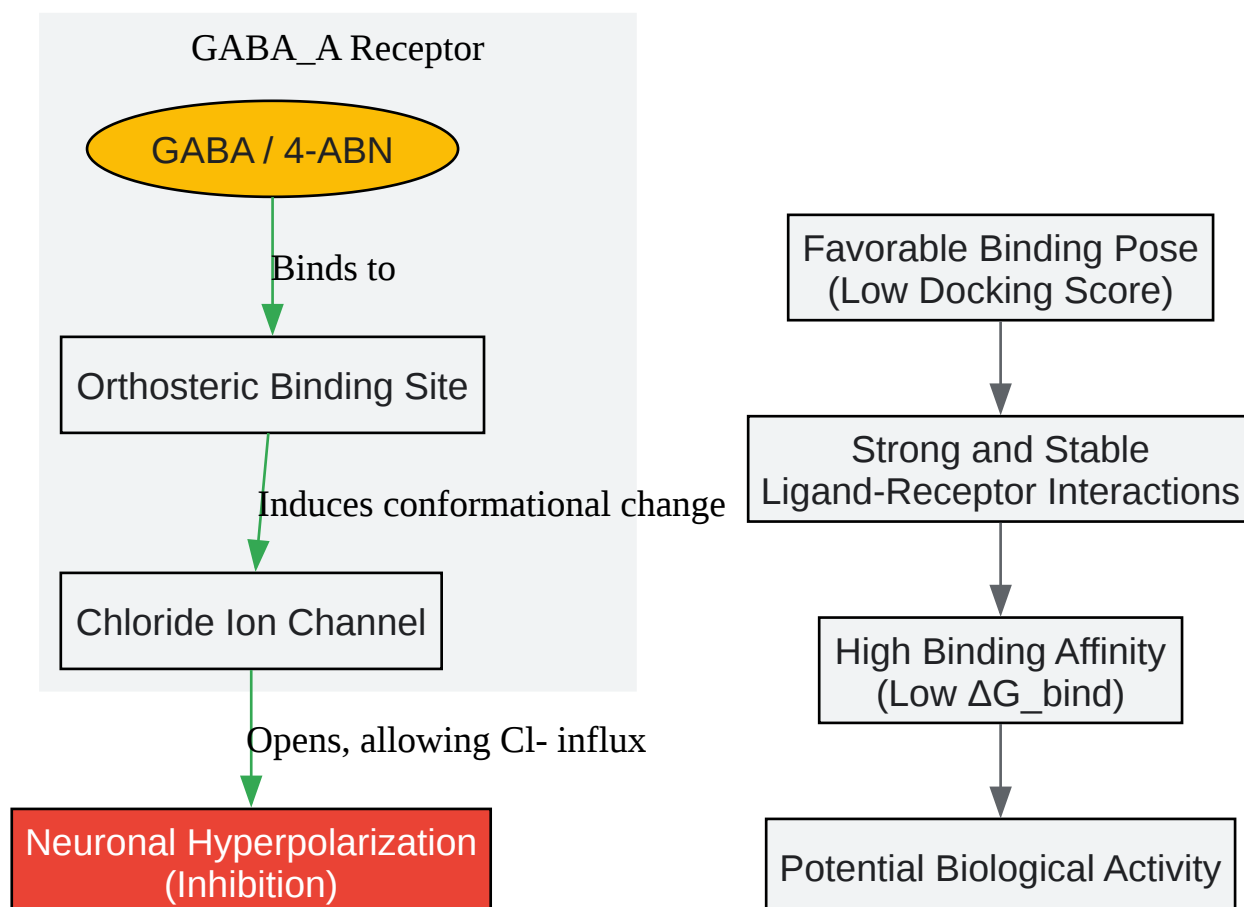 GABA_A Receptor
GABA / 4-ABN
Binds to
Orthosteric Binding Site
Induces conformational change
Chloride Ion Channel
Opens, allowing Cl- influx
Neuronal Hyperpolarization
(Inhibition)
Favorable Binding Pose
(Low Docking Score)
Strong and Stable
Ligand-Receptor Interactions
High Binding Affinity
(Low ΔG_bind)
Potential Biological Activity